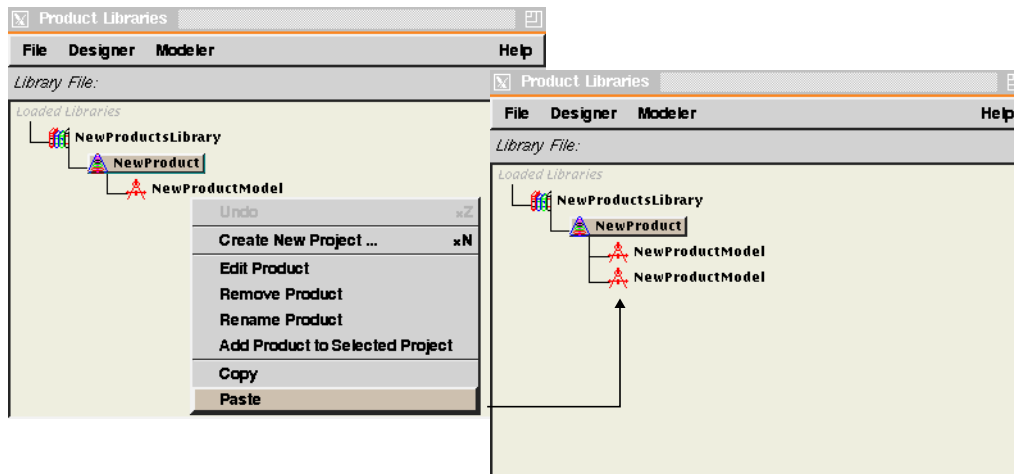 Product Libraries
File Designer Modeler Help
Library File:
Loaded Libraries
NewProductsLibrary
NewProduct
NewProductModel
Undo ×Z
Create New Project ... ×N
Edit Product
Remove Product
Rename Product
Add Product to Selected Project
Copy
Paste
Product Libraries
File Designer Modeler Help
Library File:
Loaded Libraries
NewProductsLibrary
NewProduct
NewProductModel
NewProductModel